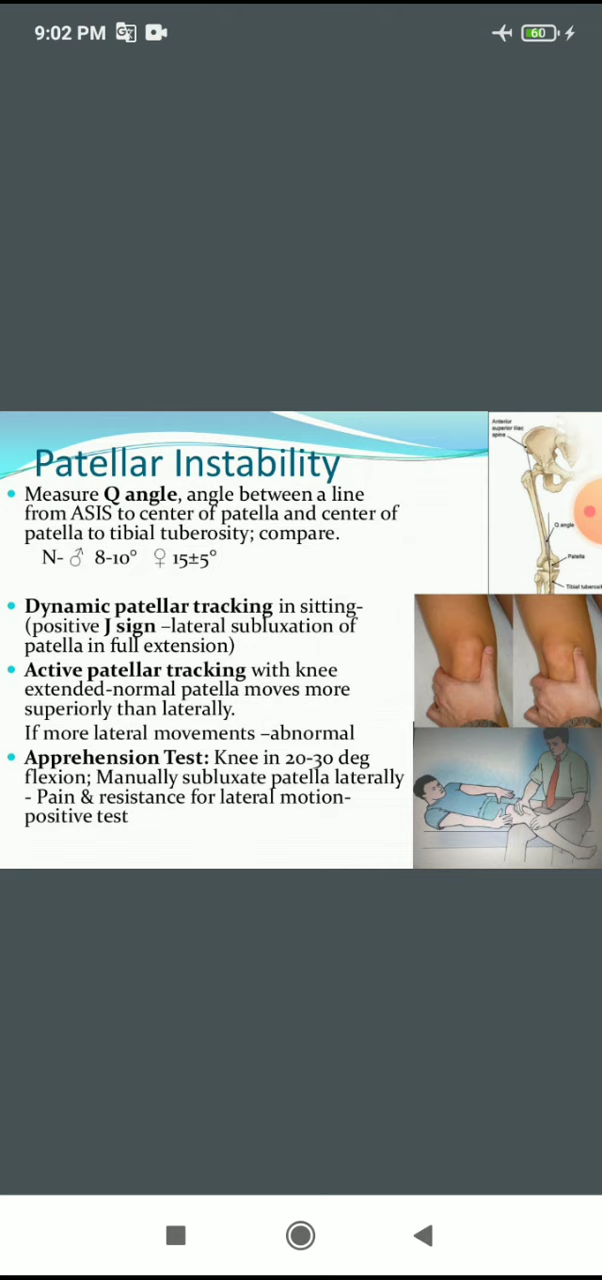 9:02 PM
60
Patellar Instability
• Measure Q angle, angle between a line
from ASIS to center of patella and center of
patella to tibial tuberosity; compare.
N- ♂ 8-10° ♀ 15±5°
• Dynamic patellar tracking in sitting-
(positive J sign –lateral subluxation of
patella in full extension)
• Active patellar tracking with knee
extended-normal patella moves more
superiorly than laterally.
If more lateral movements –abnormal
• Apprehension Test: Knee in 20-30 deg
flexion; Manually subluxate patella laterally
- Pain & resistance for lateral motion-
positive test
Anterior
superior iliac
spine
Q angle
Patella
Tibial tuberosit